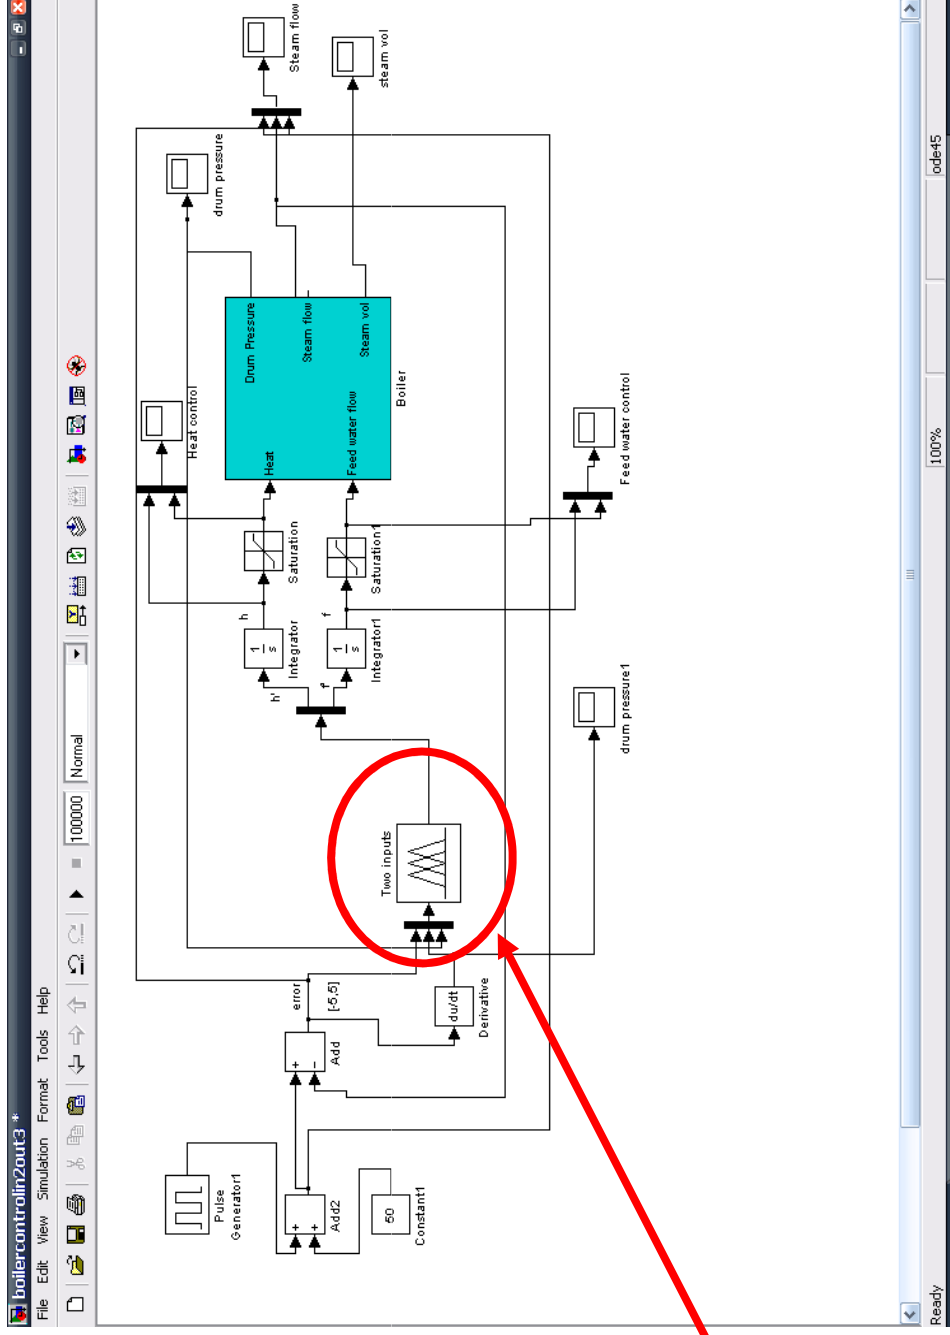 boilercontrolin2out3 *
File Edit View Simulation Format Tools Help
100000
Normal
Pulse
Generator1
Add2
50
Constant1
Add
error
[-5,5]
du/dt
Derivative
Two inputs
h'
f'
1
s
Integrator
1
s
Integrator1
h
f
Saturation
Saturation1
Heat control
Heat
Feed water flow
Drum Pressure
Steam flow
Steam vol
Boiler
drum pressure
Steam flow
steam vol
Feed water control
drum pressure1
Ready
100%
ode45